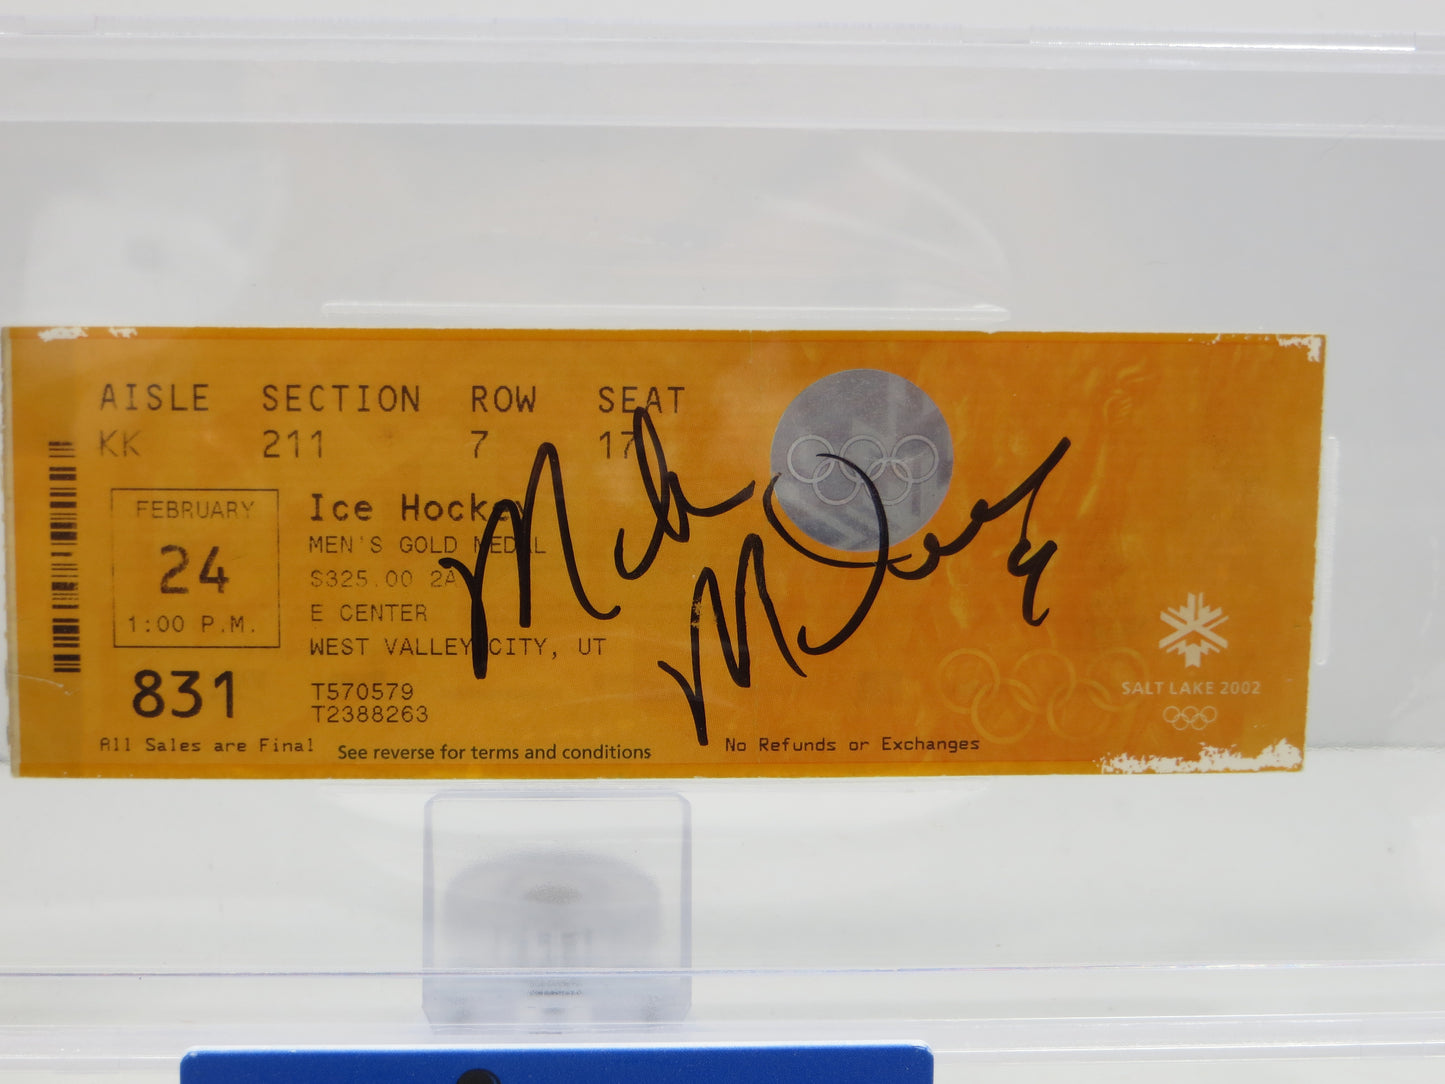 AISLE SECTION ROW SEAT
KK 211 7 17
FEBRUARY
24
1:00 P.M.
831
Ice Hockey
MEN'S GOLD MEDAL
$325.00 2A
E CENTER
WEST VALLEY CITY, UT
T570579
T2388263
All Sales are Final
See reverse for terms and conditions
No Refunds or Exchanges
SALT LAKE 2002